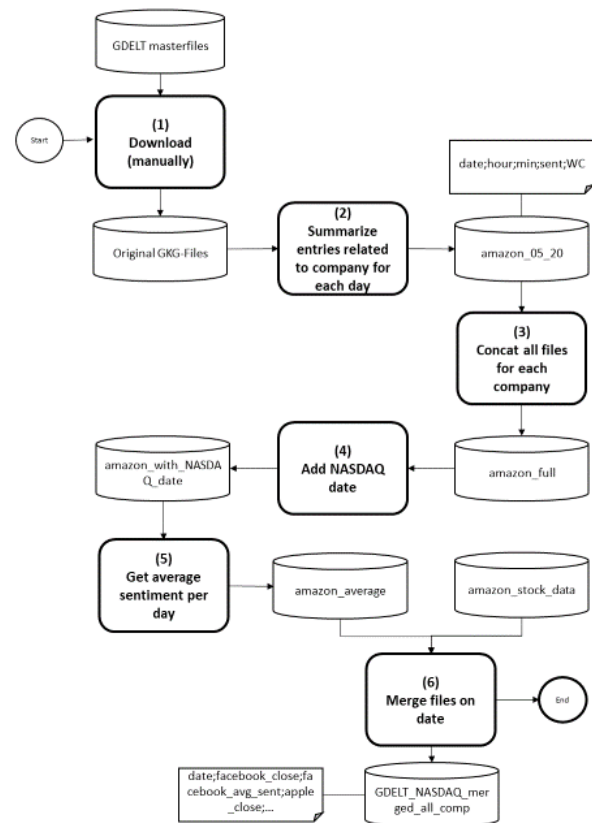 GDELT masterfiles
Start
(1)
Download
(manually)
date;hour;min;sent;WC
Original GKG-Files
(2)
Summarize
entries related
to company for
each day
amazon_05_20
(3)
Concat all files
for each
company
amazon_with_NASDA
Q_date
(4)
Add NASDAQ
date
amazon_full
(5)
Get average
sentiment per
day
amazon_average
amazon_stock_data
(6)
Merge files on
date
End
date;facebook_close;fa
cebook_avg_sent;apple
_close;...
GDELT_NASDAQ_mer
ged_all_comp